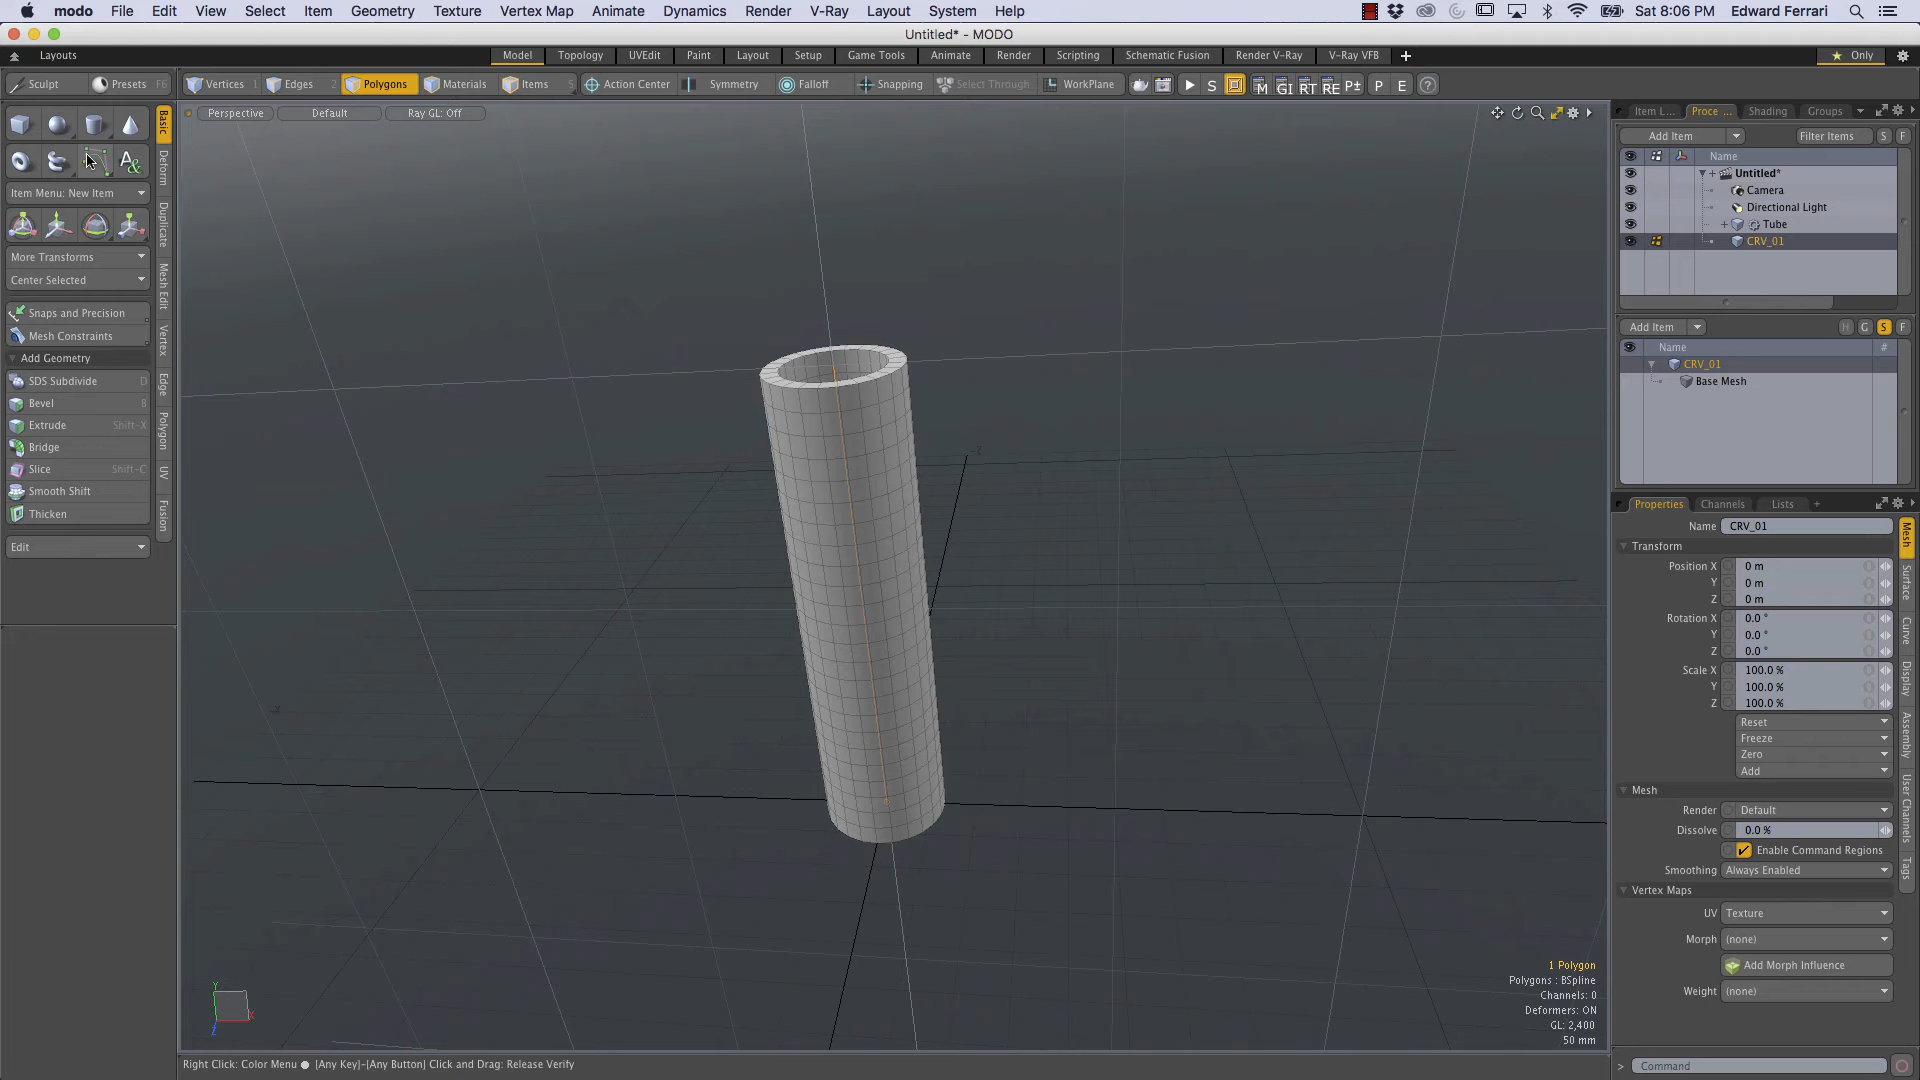 modo File Edit View Select Item Geometry Texture Vertex Map Animate Dynamics Render V-Ray Layout System Help Sat 8:06 PM Edward Ferrari
Untitled* - MODO
Layouts Model Topology UVEdit Paint Layout Setup Game Tools Animate Render Scripting Schematic Fusion Render V-Ray V-Ray VFB + Only
Sculpt Presets F6 Vertices 1 Edges 2 Polygons Materials Items 5 Action Center Symmetry Falloff Snapping Select Through WorkPlane S M GI RT RE P± P E ?
Perspective Default Ray GL: Off
Item L... Proce ... Shading Groups
Add Item Filter Items S F
Name
Untitled*
Camera
Directional Light
Tube
CRV_01
Add Item H G S F
Name #
CRV_01
Base Mesh
Basic
Deform
Duplicate
Mesh Edit
Vertex
Edge
Polygon
UV
Fusion
Item Menu: New Item
More Transforms
Center Selected
Snaps and Precision
Mesh Constraints
Add Geometry
SDS Subdivide D
Bevel B
Extrude Shift-X
Bridge
Slice Shift-C
Smooth Shift
Thicken
Edit
Properties Channels Lists +
Name CRV_01
Transform
Position X 0 m
Y 0 m
Z 0 m
Rotation X 0.0 °
Y 0.0 °
Z 0.0 °
Scale X 100.0 %
Y 100.0 %
Z 100.0 %
Reset
Freeze
Zero
Add
Mesh
Render Default
Dissolve 0.0 %
Enable Command Regions
Smoothing Always Enabled
Vertex Maps
UV Texture
Morph (none)
Add Morph Influence
Weight (none)
Mesh
Surface
Curve
Display
Assembly
User Channels
Tags
1 Polygon
Polygons : BSpline
Channels: 0
Deformers: ON
GL: 2,400
50 mm
Y
X
Z
Right Click: Color Menu ● [Any Key]-[Any Button] Click and Drag: Release Verify
> Command